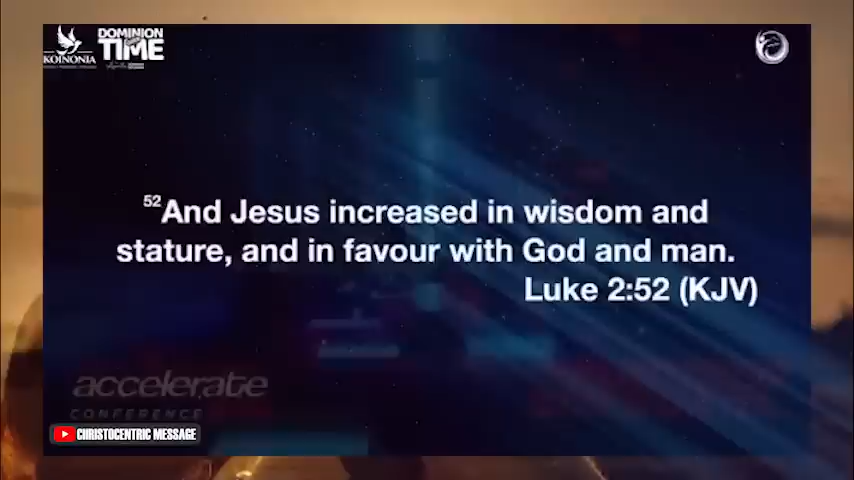 KOINONIA
DOMINION
TIME
52And Jesus increased in wisdom and
stature, and in favour with God and man.
Luke 2:52 (KJV)
accelerate
CONFERENCE
CHRISTOCENTRIC MESSAGE